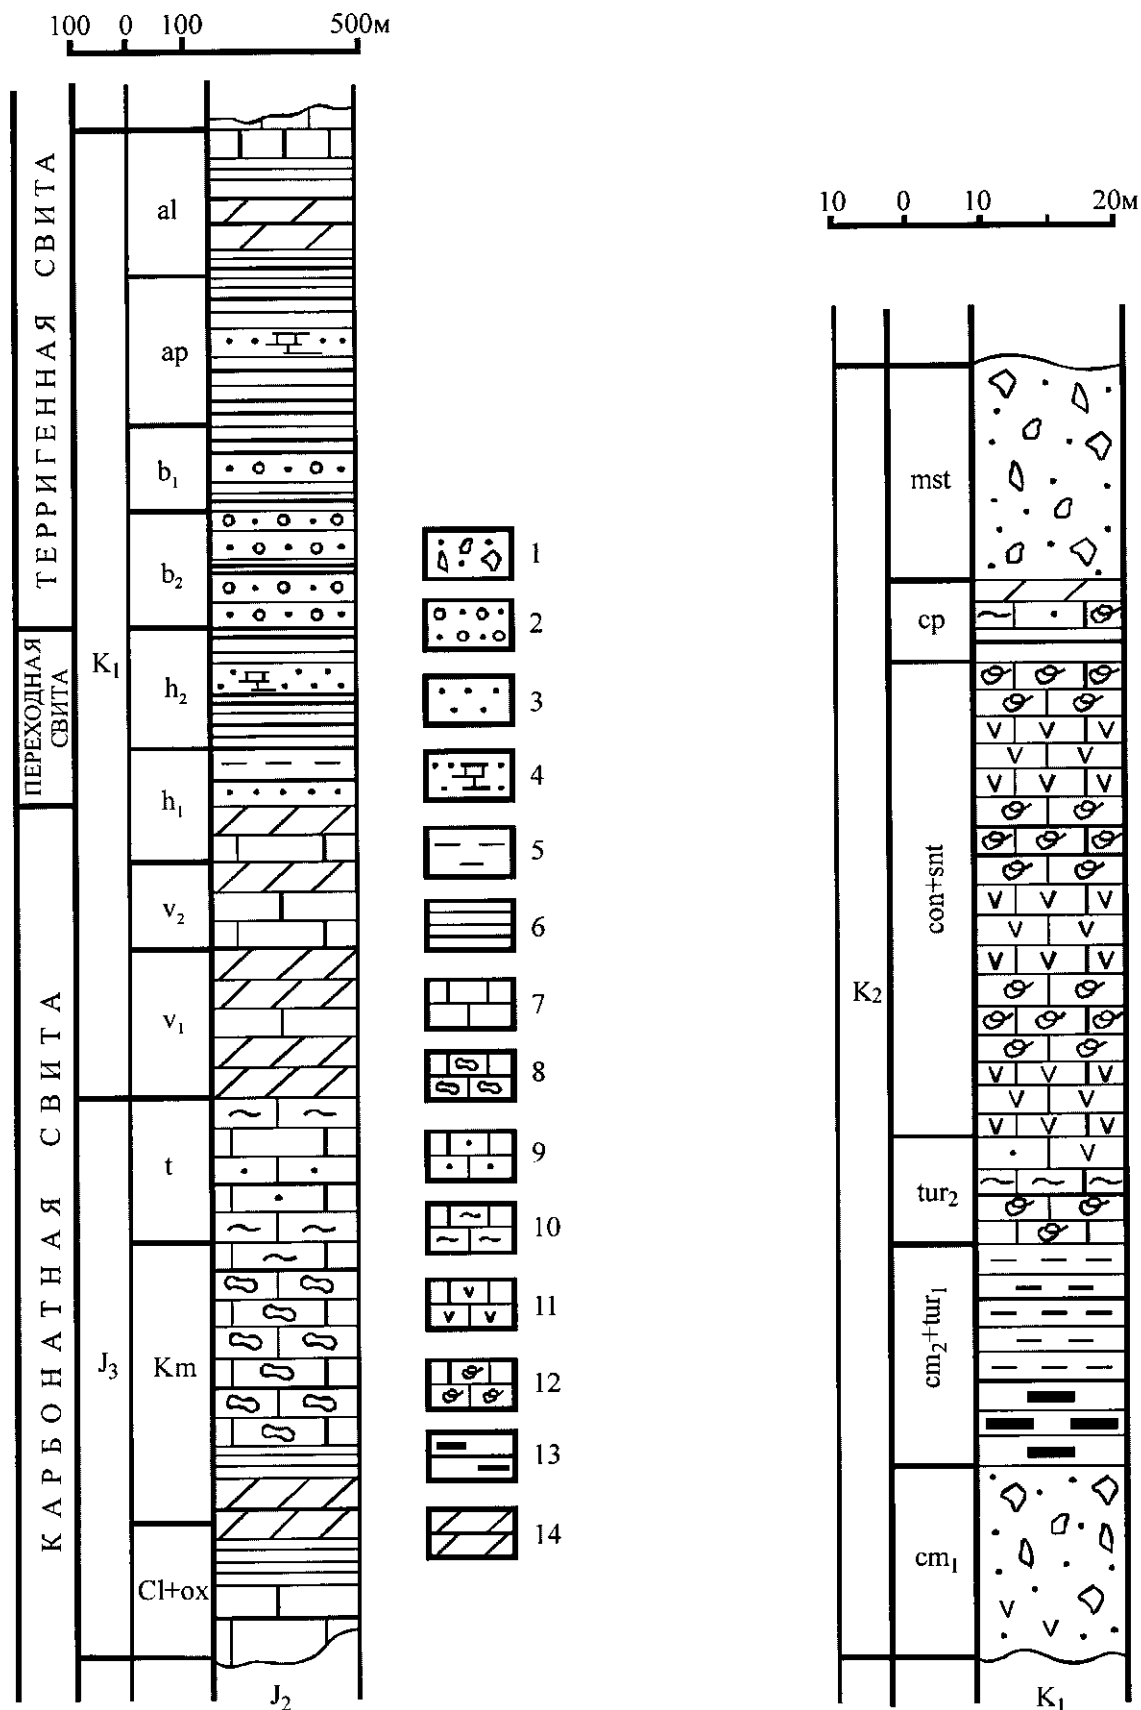 100 0 100 500м
ТЕРРИГЕННАЯ СВИТА
ПЕРЕХОДНАЯ
СВИТА
КАРБОНАТНАЯ СВИТА
K₁
J₃
al
ap
b₁
b₂
h₂
h₁
v₂
v₁
t
Km
Cl+ox
J₂
1
2
3
4
5
6
7
8
9
10
11
12
13
14
10 0 10 20м
K₂
mst
cp
con+snt
tur₂
cm₂+tur₁
cm₁
K₁